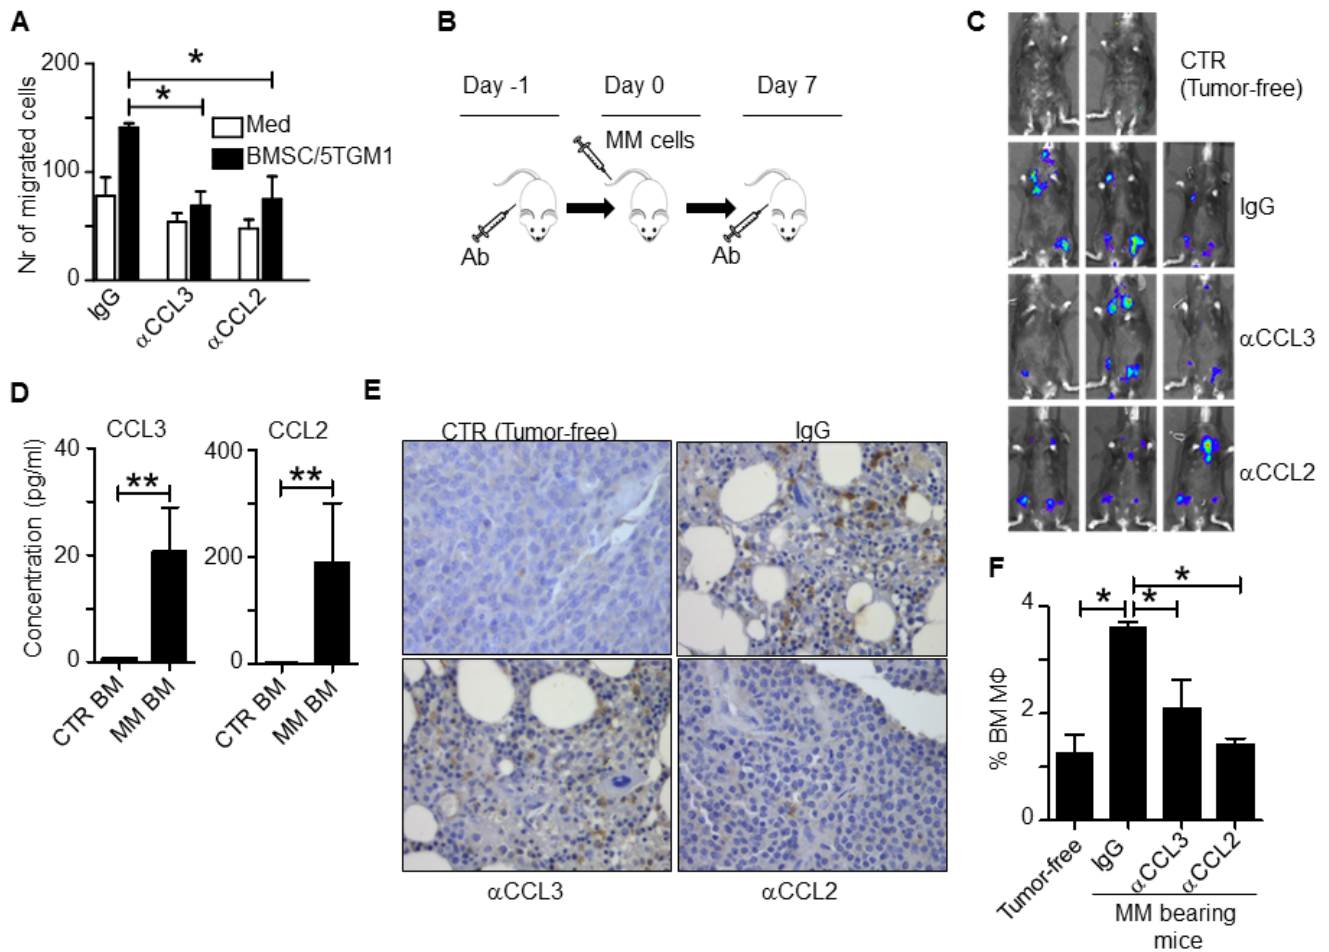 A
200
100
0
Nr of migrated cells
*
*
Med
BMSC/5TGM1
IgG
αCCL3
αCCL2
B
Day -1
Day 0
Day 7
MM cells
Ab
Ab
C
CTR
(Tumor-free)
IgG
αCCL3
αCCL2
D
CCL3
CCL2
Concentration (pg/ml)
40
20
0
**
CTR BM
MM BM
400
200
0
**
CTR BM
MM BM
E
CTR (Tumor-free)
IgG
αCCL3
αCCL2
F
% BM MΦ
4
2
0
*
*
*
Tumor-free
IgG
αCCL3
αCCL2
MM bearing
mice